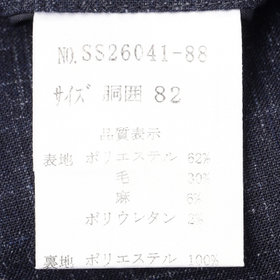 NO.SS26041-88
サイズ 胴囲 82
品質表示
表地 ポリエステル 62%
毛 30%
麻 6%
ポリウレタン 2%
裏地 ポリエステル 100%